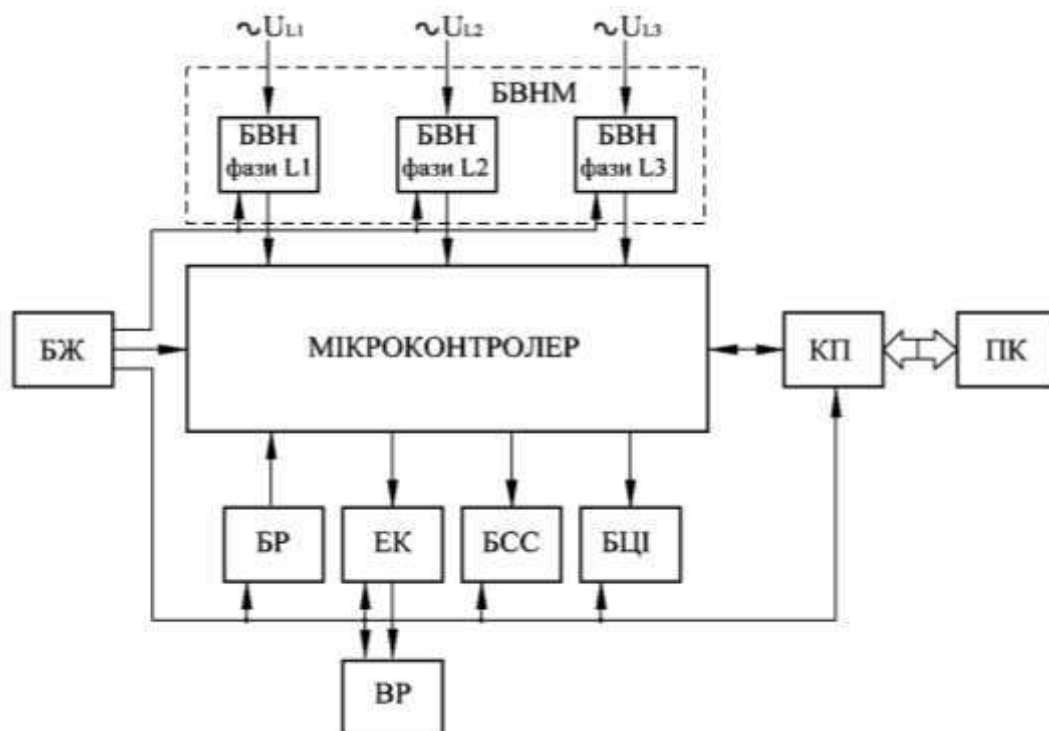 ~UL1 ~UL2 ~UL3
БВНМ
БВН БВН БВН
фази L1 фази L2 фази L3
БЖ МІКРОКОНТРОЛЕР КП ПК
БР ЕК БСС БЦІ
ВР